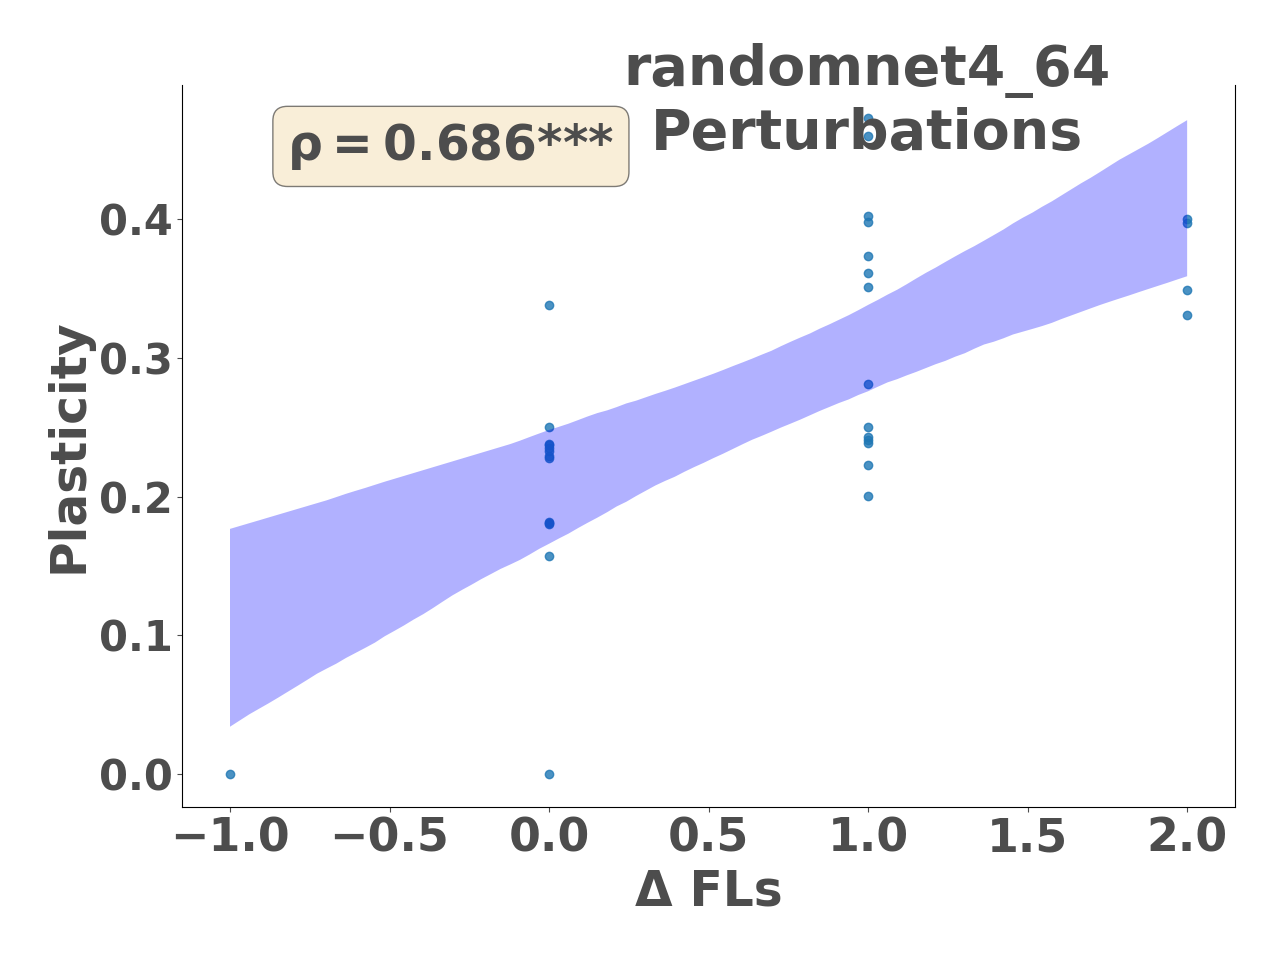 randomnet4_64
Perturbations
ρ = 0.686***
Plasticity
0.4
0.3
0.2
0.1
0.0
−1.0 −0.5 0.0 0.5 1.0 1.5 2.0
Δ FLs